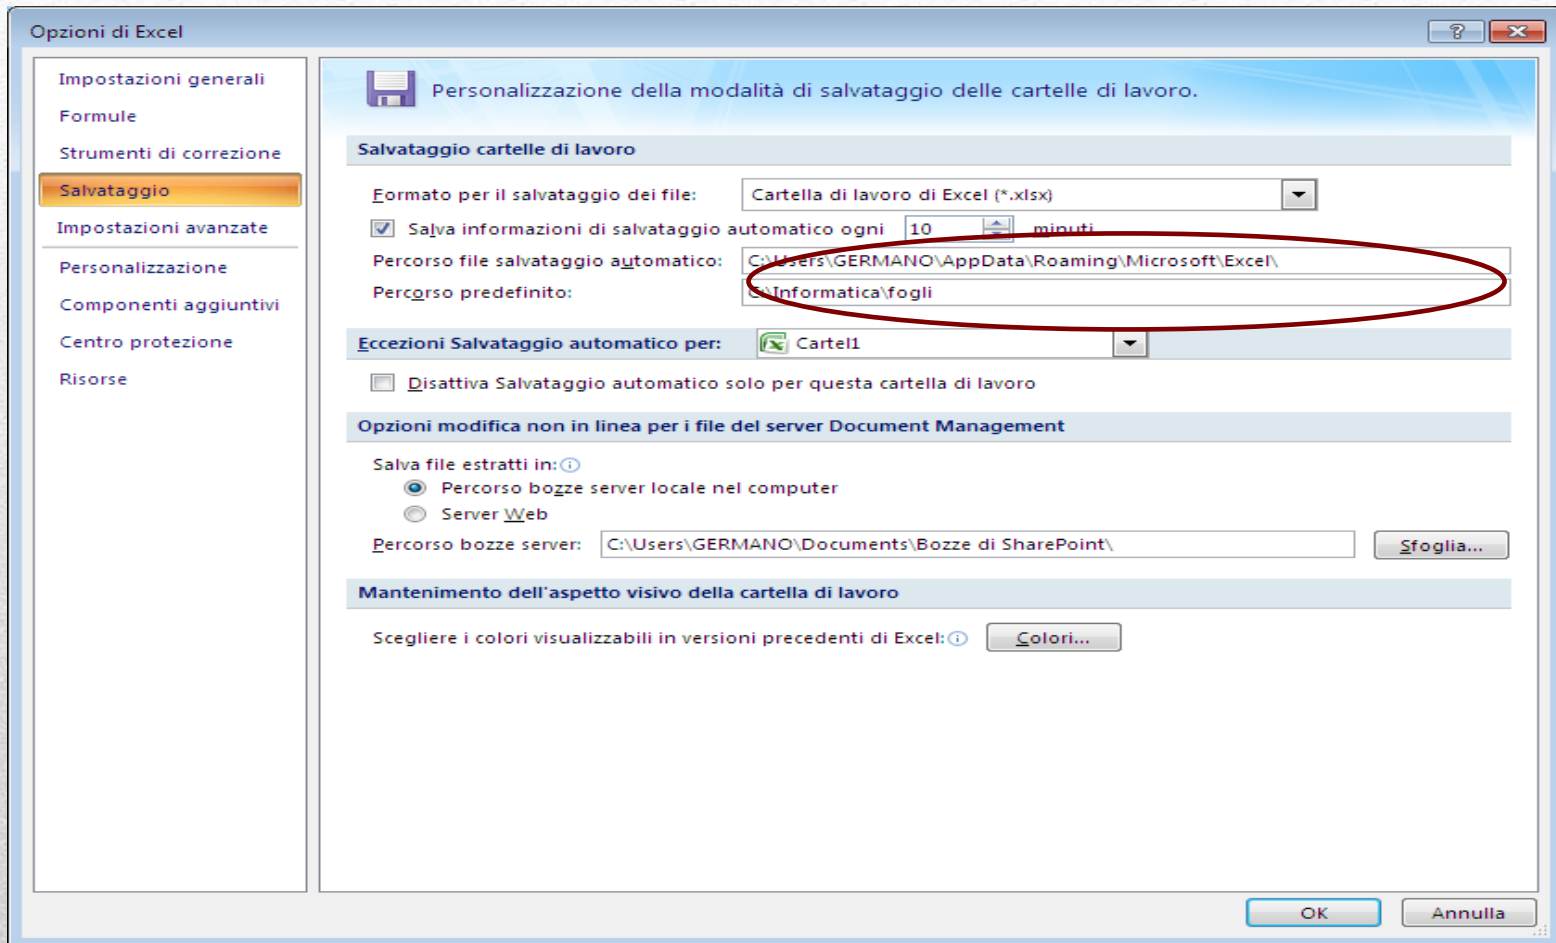 Opzioni di Excel
Impostazioni generali
Formule
Strumenti di correzione
Salvataggio
Impostazioni avanzate
Personalizzazione
Componenti aggiuntivi
Centro protezione
Risorse
Personalizzazione della modalità di salvataggio delle cartelle di lavoro.
Salvataggio cartelle di lavoro
Formato per il salvataggio dei file: Cartella di lavoro di Excel (*.xlsx)
Salva informazioni di salvataggio automatico ogni 10 minuti
Percorso file salvataggio automatico: C:\Users\GERMANO\AppData\Roaming\Microsoft\Excel\
Percorso predefinito: C:\Informatica\fogli
Eccezioni Salvataggio automatico per: Cartel1
Disattiva Salvataggio automatico solo per questa cartella di lavoro
Opzioni modifica non in linea per i file del server Document Management
Salva file estratti in:
Percorso bozze server locale nel computer
Server Web
Percorso bozze server: C:\Users\GERMANO\Documents\Bozze di SharePoint\ Sfoglia...
Mantenimento dell'aspetto visivo della cartella di lavoro
Scegliere i colori visualizzabili in versioni precedenti di Excel: Colori...
OK Annulla